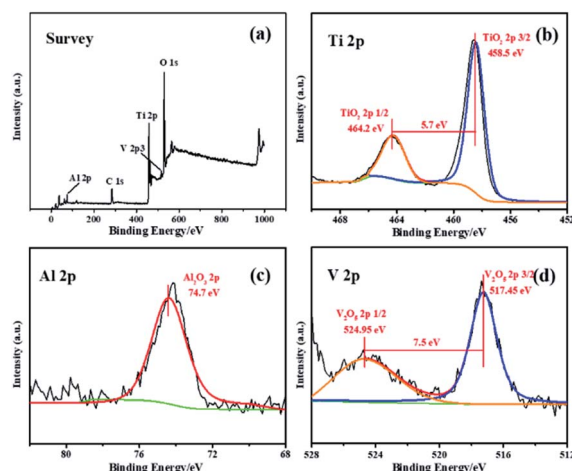 Survey
(a)
O 1s
Ti 2p
V 2p3
Al 2p
C 1s
Intensity (a.u.)
0 200 400 600 800 1000
Binding Energy/eV
Ti 2p
(b)
TiO₂ 2p 3/2
458.5 eV
TiO₂ 2p 1/2
464.2 eV
5.7 eV
Intensity (a.u.)
468 464 460 456 452
Binding Energy/eV
Al 2p
(c)
Al₂O₃ 2p
74.7 eV
Intensity (a.u.)
80 76 72 68
Binding Energy/eV
V 2p
(d)
V₂O₅ 2p 3/2
517.45 eV
V₂O₅ 2p 1/2
524.95 eV
7.5 eV
Intensity (a.u.)
528 524 520 516 512
Binding Energy/eV